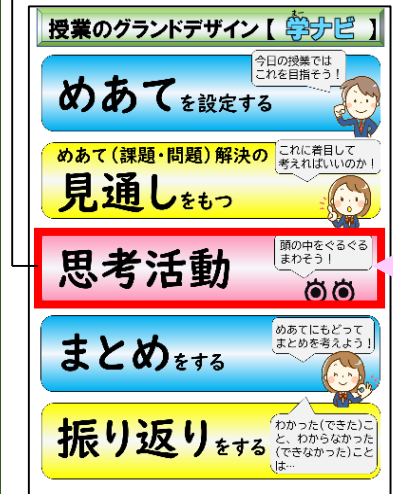 授業のグランドデザイン【 学ナビ 】
今日の授業では
これを目指そう！
めあてを設定する
めあて（課題・問題）解決の
見通しをもつ
これに着目して
考えればいいのか！
思考活動
頭の中をぐるぐる
まわそう！
まとめをする
めあてにもどって
まとめを考えよう！
振り返りをする
わかった(できた)こ
と、わからなかった
(できなかった)こと
は…